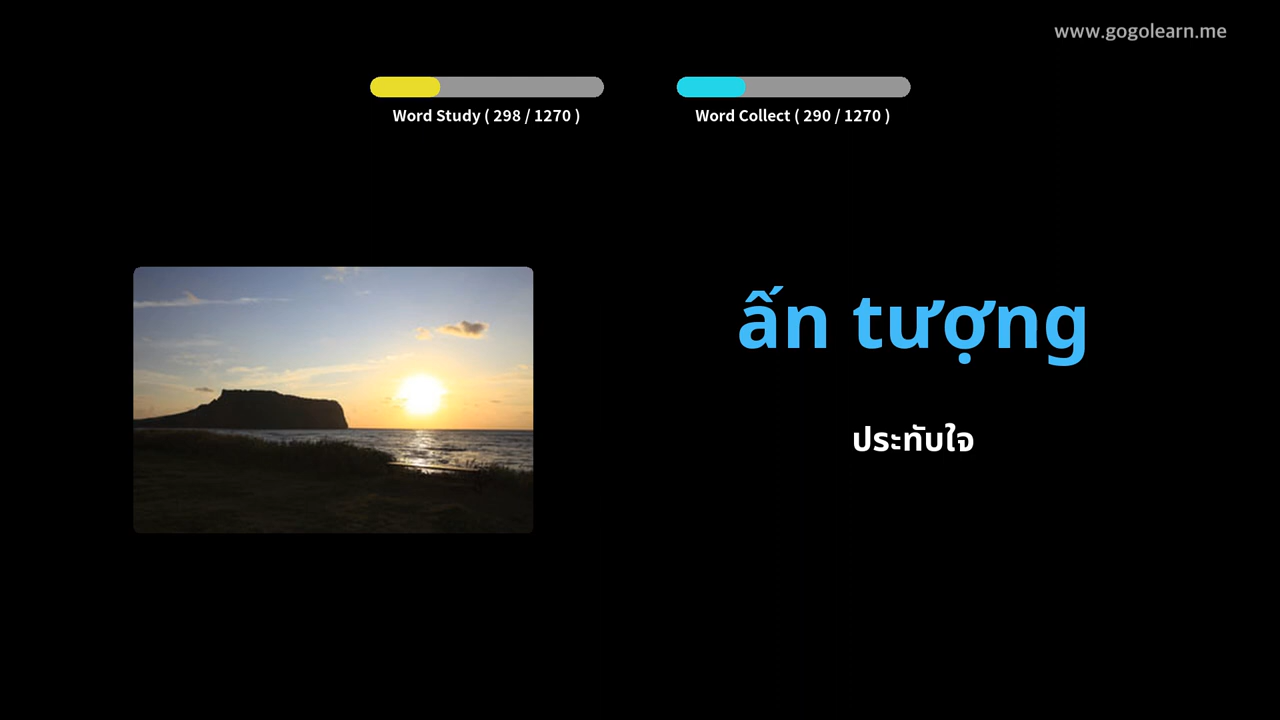 www.gogolearn.me
Word Study ( 298 / 1270 )
Word Collect ( 290 / 1270 )
ấn tượng
ประทับใจ